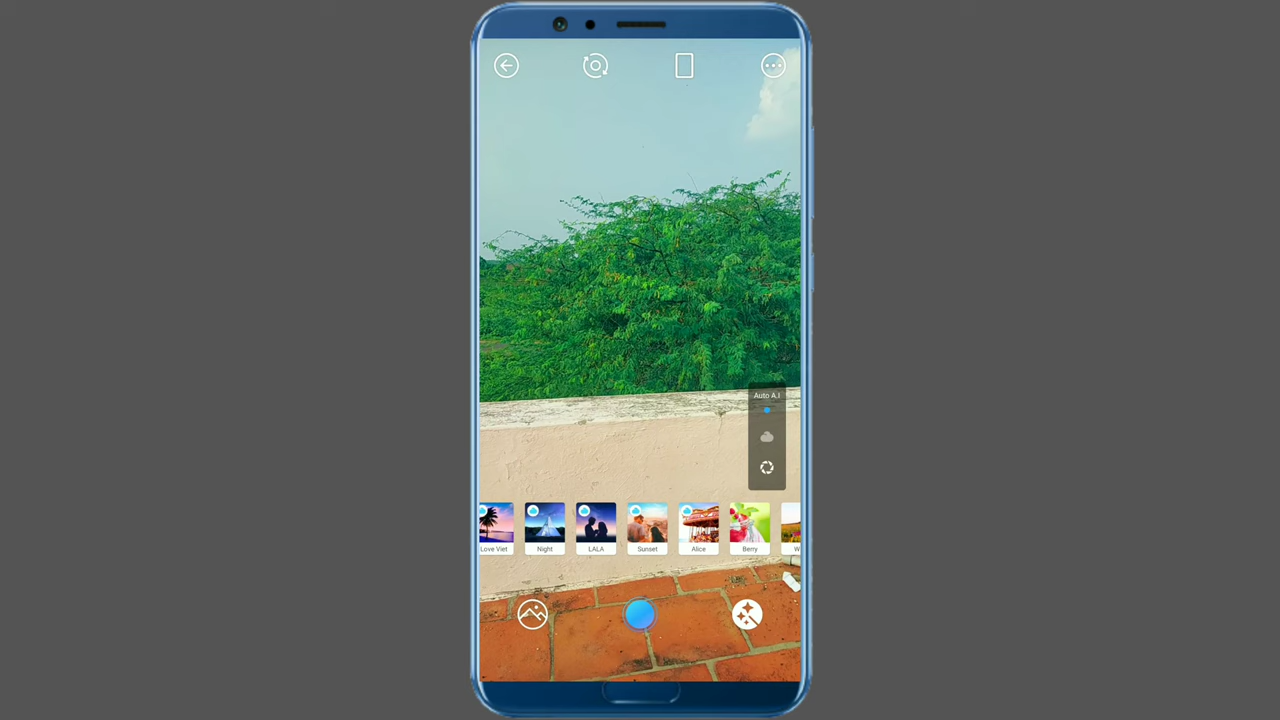 Auto A.I
Love Viet
Night
LALA
Sunset
Alice
Berry
W